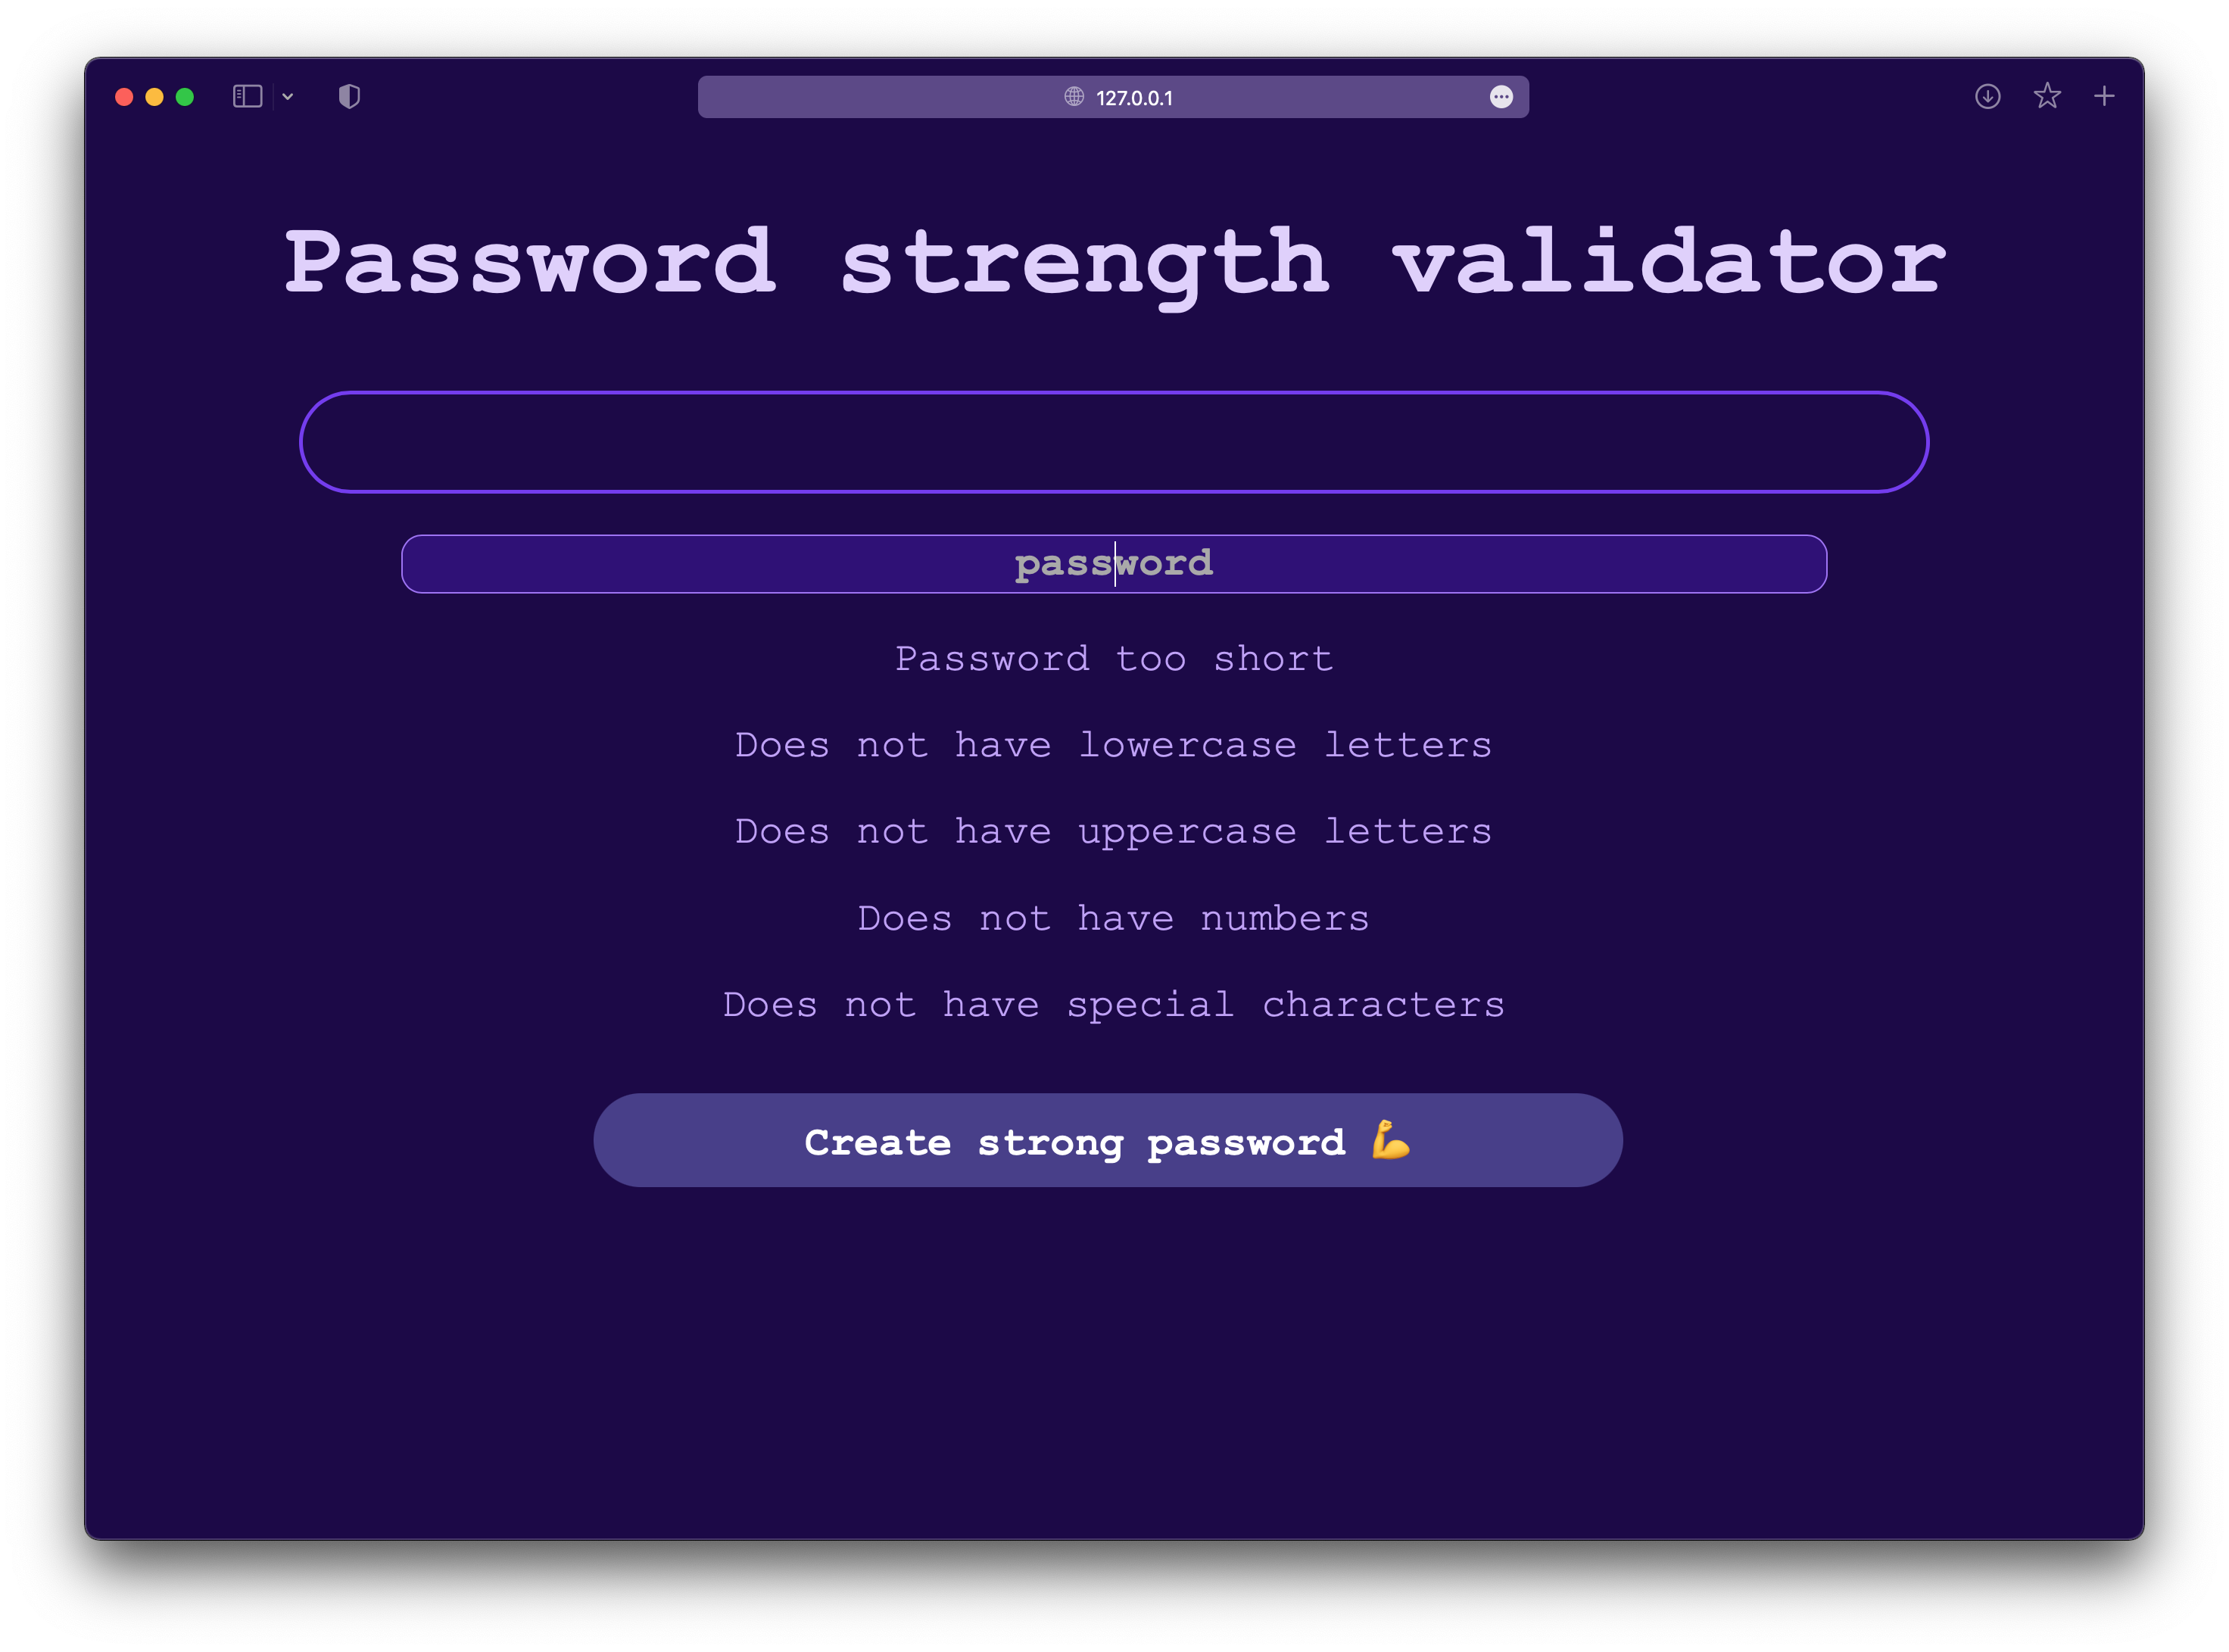 127.0.0.1
Password strength validator
password
Password too short
Does not have lowercase letters
Does not have uppercase letters
Does not have numbers
Does not have special characters
Create strong password 💪